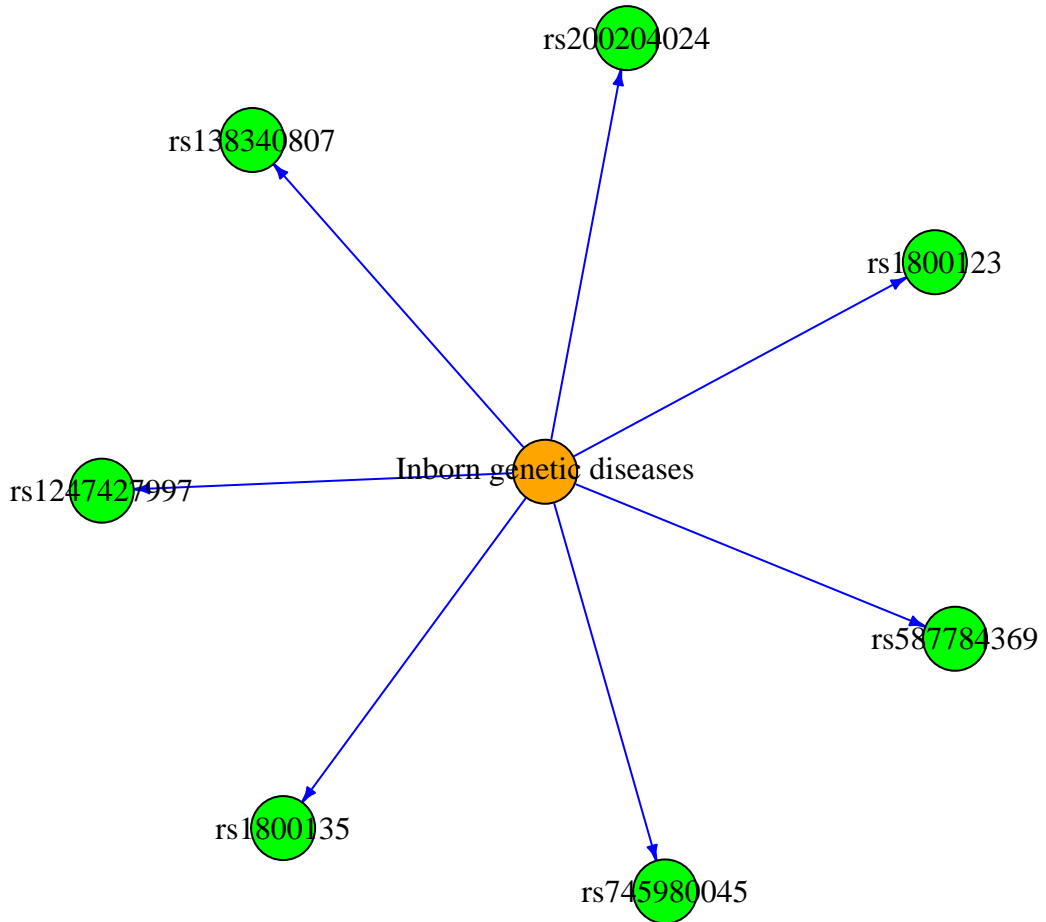 rs200204024
rs138340807
rs1800123
Inborn genetic diseases
rs1247427997
rs587784369
rs1800135
rs745980045